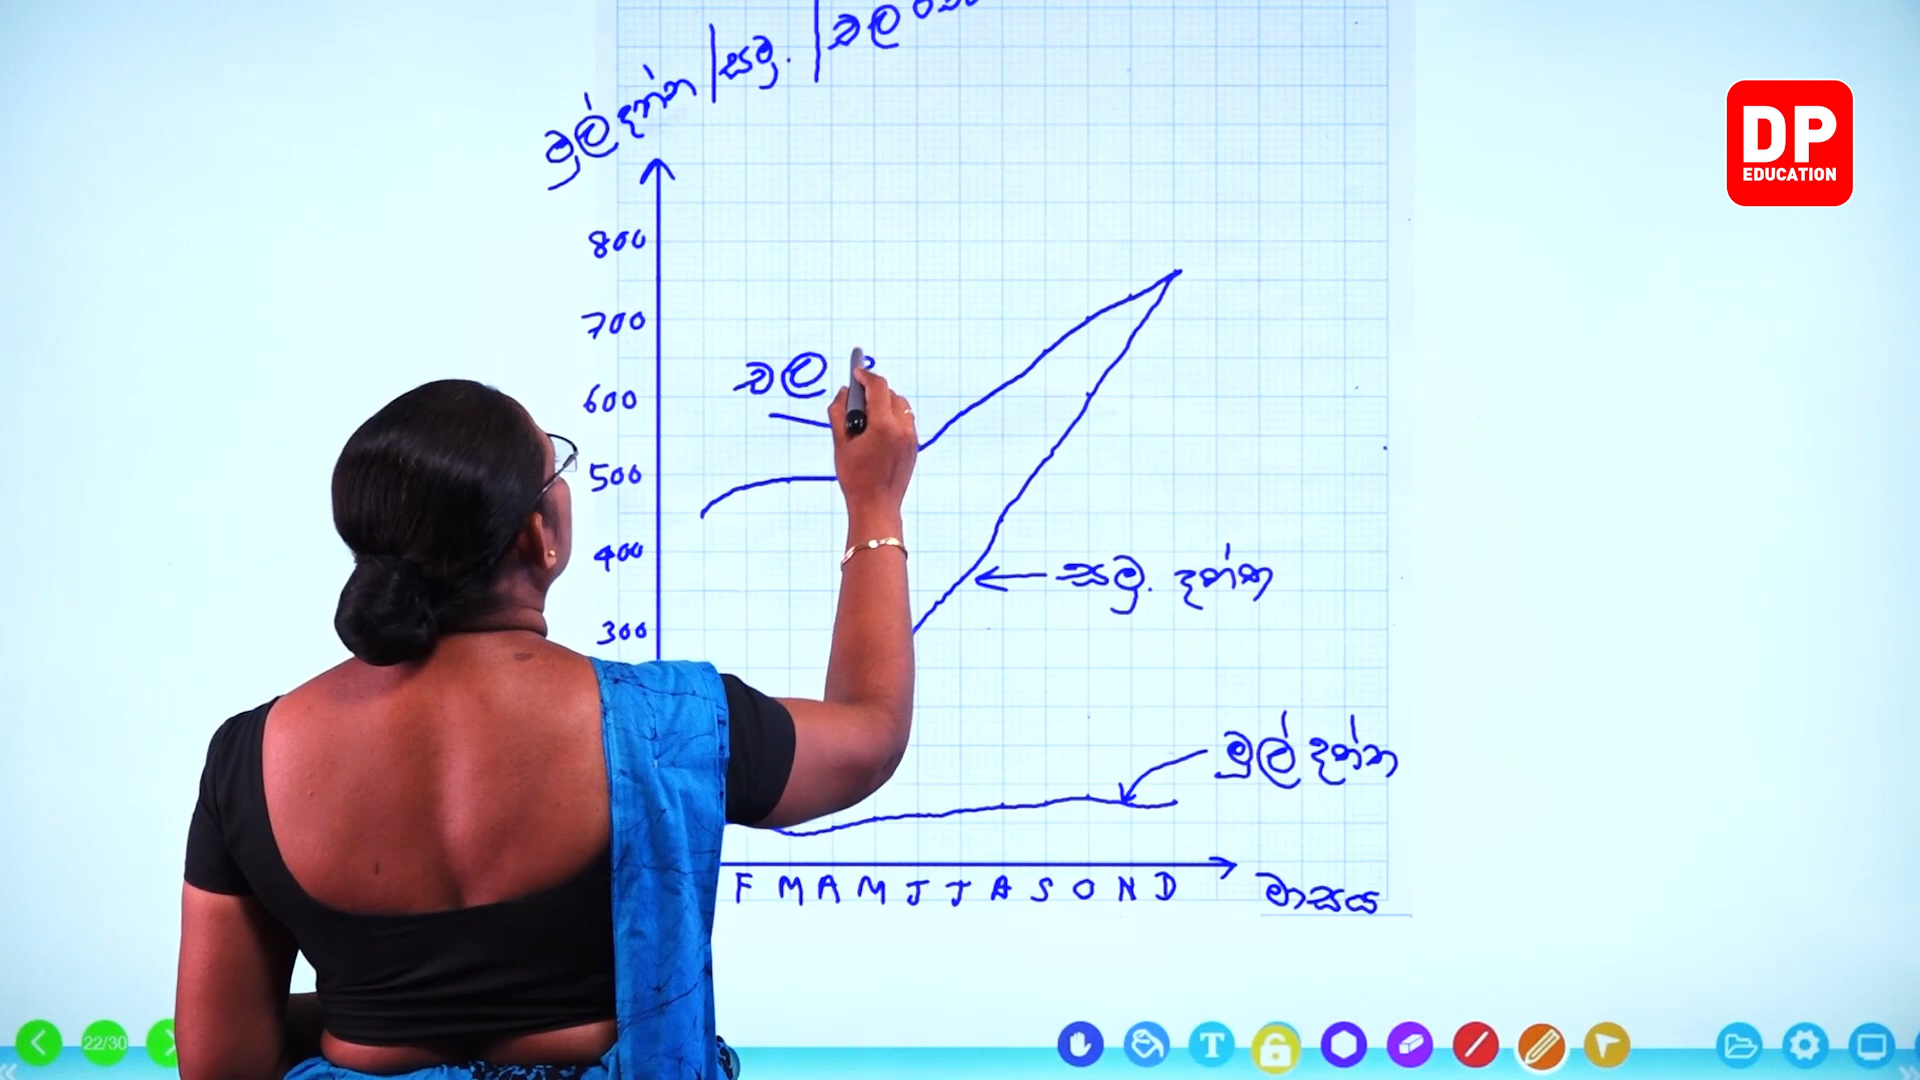 මුල් දත්ත / සමු. / චල
DP
EDUCATION
800
700
චල
600
500
400
සමු. දත්ත
300
මුල් දත්ත
F M A M J J A S O N D
මාසය
22/30
T